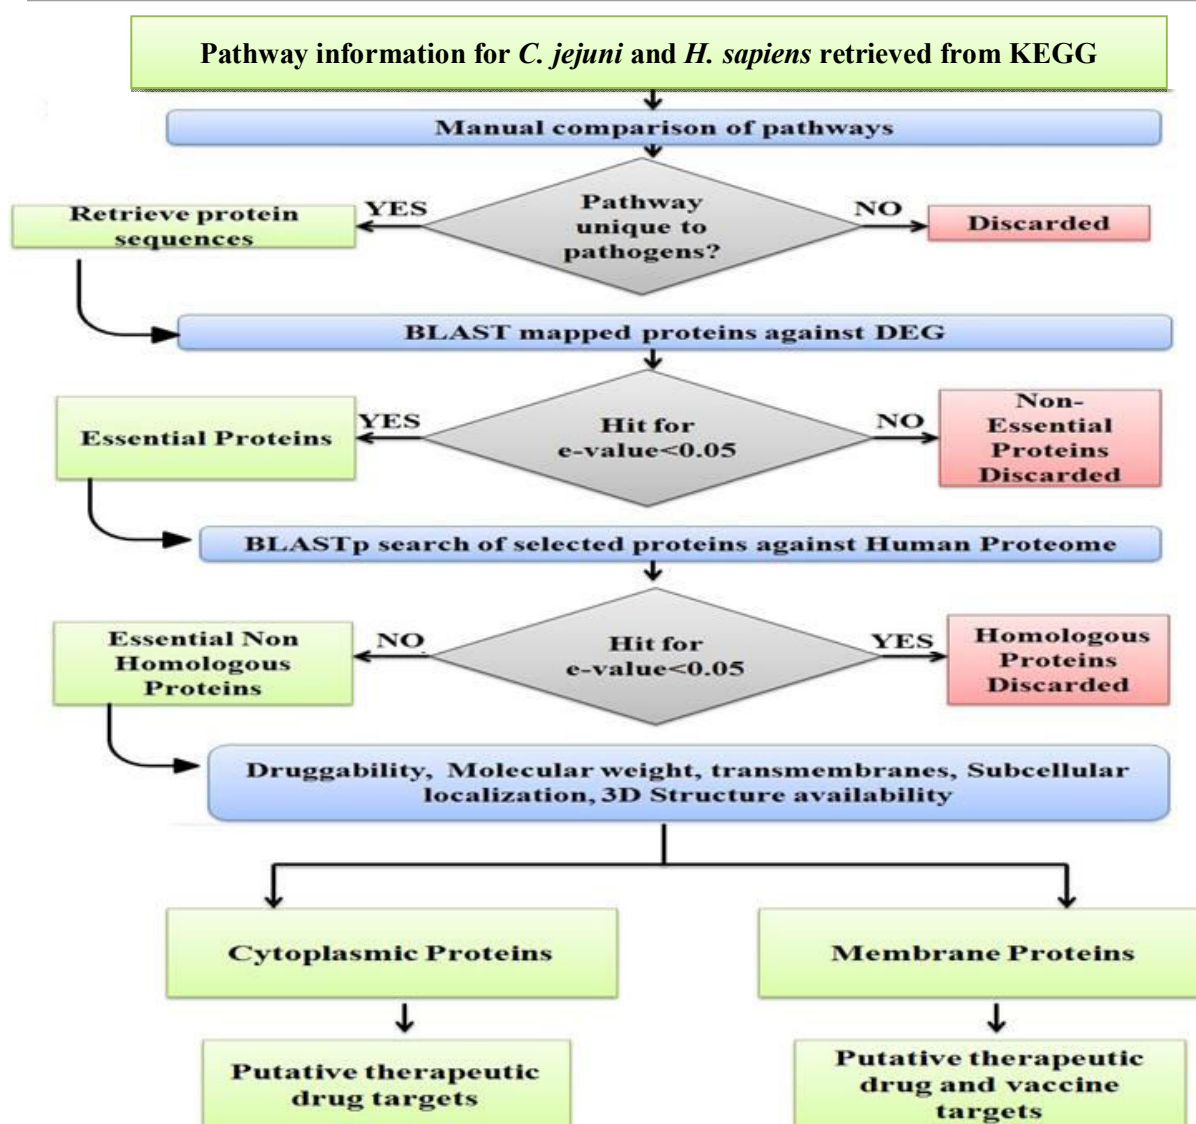 Pathway information for C. jejuni and H. sapiens retrieved from KEGG
Manual comparison of pathways
Retrieve protein
sequences
YES
Pathway
unique to
pathogens?
NO
Discarded
BLAST mapped proteins against DEG
Essential Proteins
YES
Hit for
e-value<0.05
NO
Non-
Essential
Proteins
Discarded
BLASTp search of selected proteins against Human Proteome
Essential Non
Homologous
Proteins
NO
Hit for
e-value<0.05
YES
Homologous
Proteins
Discarded
Druggability, Molecular weight, transmembranes, Subcellular
localization, 3D Structure availability
Cytoplasmic Proteins
Membrane Proteins
Putative therapeutic
drug targets
Putative therapeutic
drug and vaccine
targets